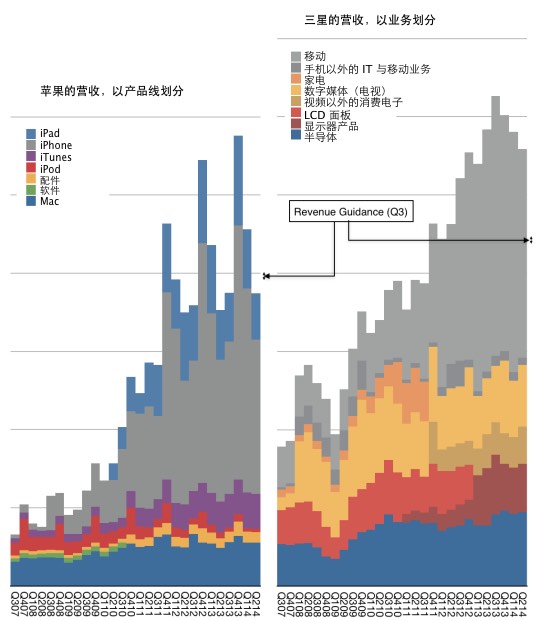 三星的营收，以业务划分
移动
手机以外的 IT 与移动业务
家电
数字媒体（电视）
视频以外的消费电子
LCD 面板
显示器产品
半导体
苹果的营收，以产品线划分
iPad
iPhone
iTunes
iPod
配件
软件
Mac
Revenue Guidance (Q3)
Q307 Q407 Q108 Q208 Q308 Q408 Q109 Q209 Q309 Q409 Q110 Q210 Q310 Q410 Q111 Q211 Q311 Q411 Q112 Q212 Q312 Q412 Q113 Q213 Q313 Q413 Q114 Q214
Q307 Q407 Q108 Q208 Q308 Q408 Q109 Q209 Q309 Q409 Q110 Q210 Q310 Q410 Q111 Q211 Q311 Q411 Q112 Q212 Q312 Q412 Q113 Q213 Q313 Q413 Q114 Q214